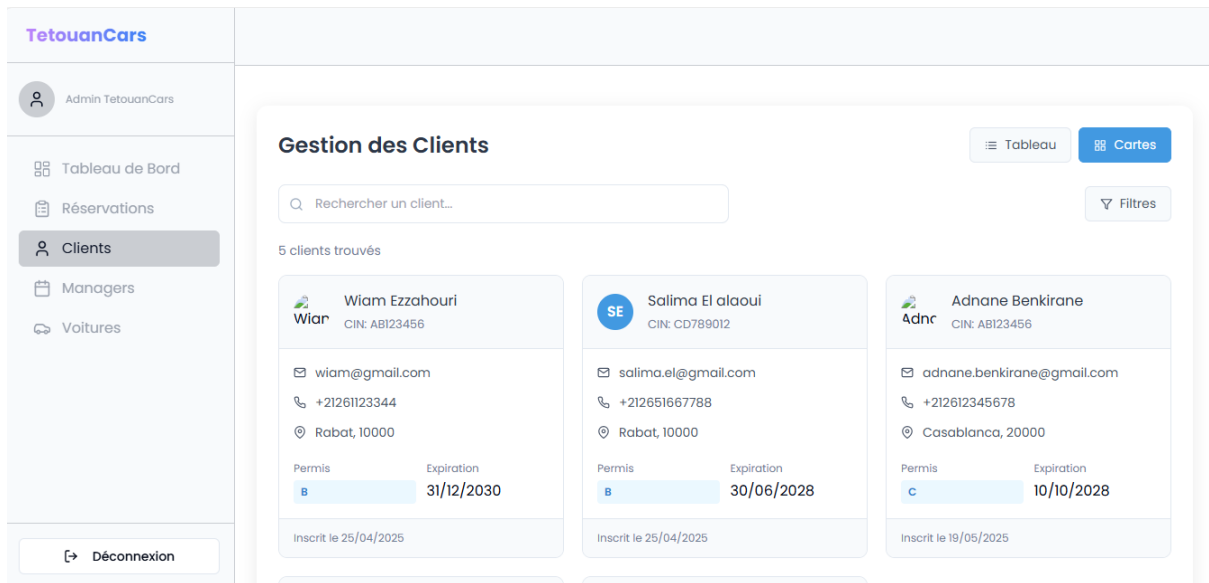 TetouanCars
Admin TetouanCars
Tableau de Bord
Réservations
Clients
Managers
Voitures
Déconnexion
Gestion des Clients
Tableau
Cartes
Rechercher un client...
Filtres
5 clients trouvés
Wiam
Wiam Ezzahouri
CIN: AB123456
wiam@gmail.com
+21261123344
Rabat, 10000
Permis
Expiration
B
31/12/2030
Inscrit le 25/04/2025
SE
Salima El alaoui
CIN: CD789012
salima.el@gmail.com
+212651667788
Rabat, 10000
Permis
Expiration
B
30/06/2028
Inscrit le 25/04/2025
Adnc
Adnane Benkirane
CIN: AB123456
adnane.benkirane@gmail.com
+212612345678
Casablanca, 20000
Permis
Expiration
C
10/10/2028
Inscrit le 19/05/2025